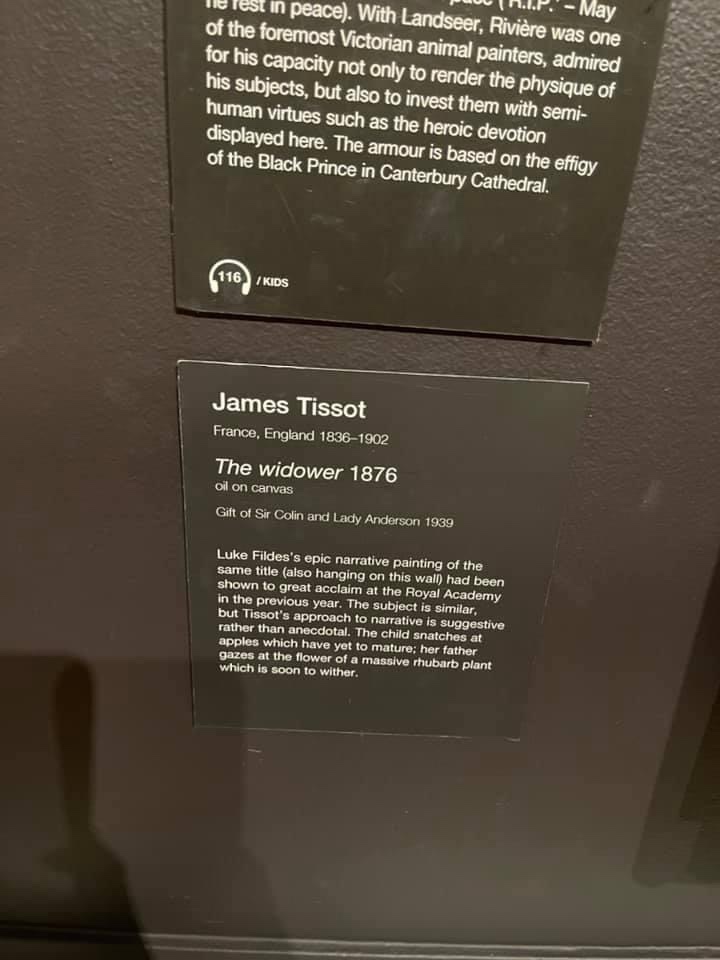 (R.I.P.' – May
he rest in peace). With Landseer, Rivière was one
of the foremost Victorian animal painters, admired
for his capacity not only to render the physique of
his subjects, but also to invest them with semi-
human virtues such as the heroic devotion
displayed here. The armour is based on the effigy
of the Black Prince in Canterbury Cathedral.
116 / KIDS
James Tissot
France, England 1836–1902
The widower 1876
oil on canvas
Gift of Sir Colin and Lady Anderson 1939
Luke Fildes's epic narrative painting of the
same title (also hanging on this wall) had been
shown to great acclaim at the Royal Academy
in the previous year. The subject is similar,
but Tissot's approach to narrative is suggestive
rather than anecdotal. The child snatches at
apples which have yet to mature; her father
gazes at the flower of a massive rhubarb plant
which is soon to wither.